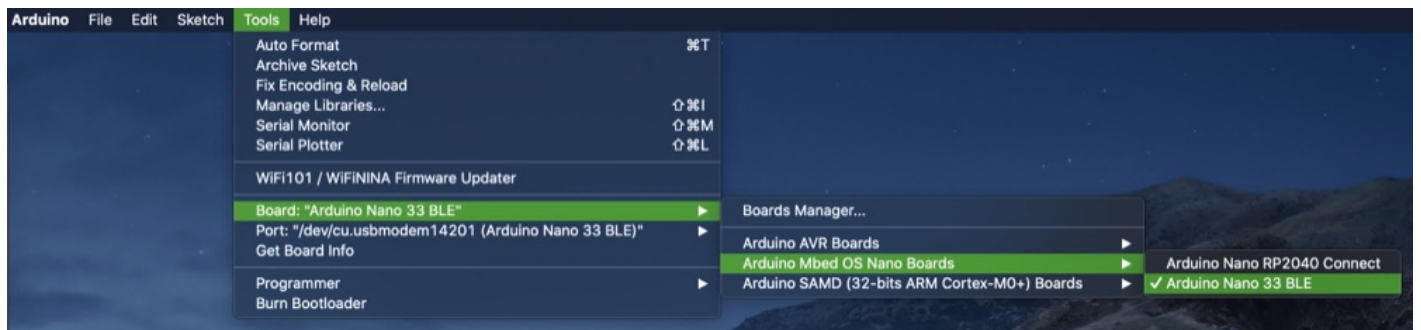 Arduino File Edit Sketch Tools Help
Auto Format ⌘T
Archive Sketch
Fix Encoding & Reload
Manage Libraries... ⇧⌘I
Serial Monitor ⇧⌘M
Serial Plotter ⇧⌘L
WiFi101 / WiFiNINA Firmware Updater
Board: "Arduino Nano 33 BLE"
Port: "/dev/cu.usbmodem14201 (Arduino Nano 33 BLE)"
Get Board Info
Programmer
Burn Bootloader
Boards Manager...
Arduino AVR Boards
Arduino Mbed OS Nano Boards
Arduino SAMD (32-bits ARM Cortex-M0+) Boards
Arduino Nano RP2040 Connect
✓ Arduino Nano 33 BLE